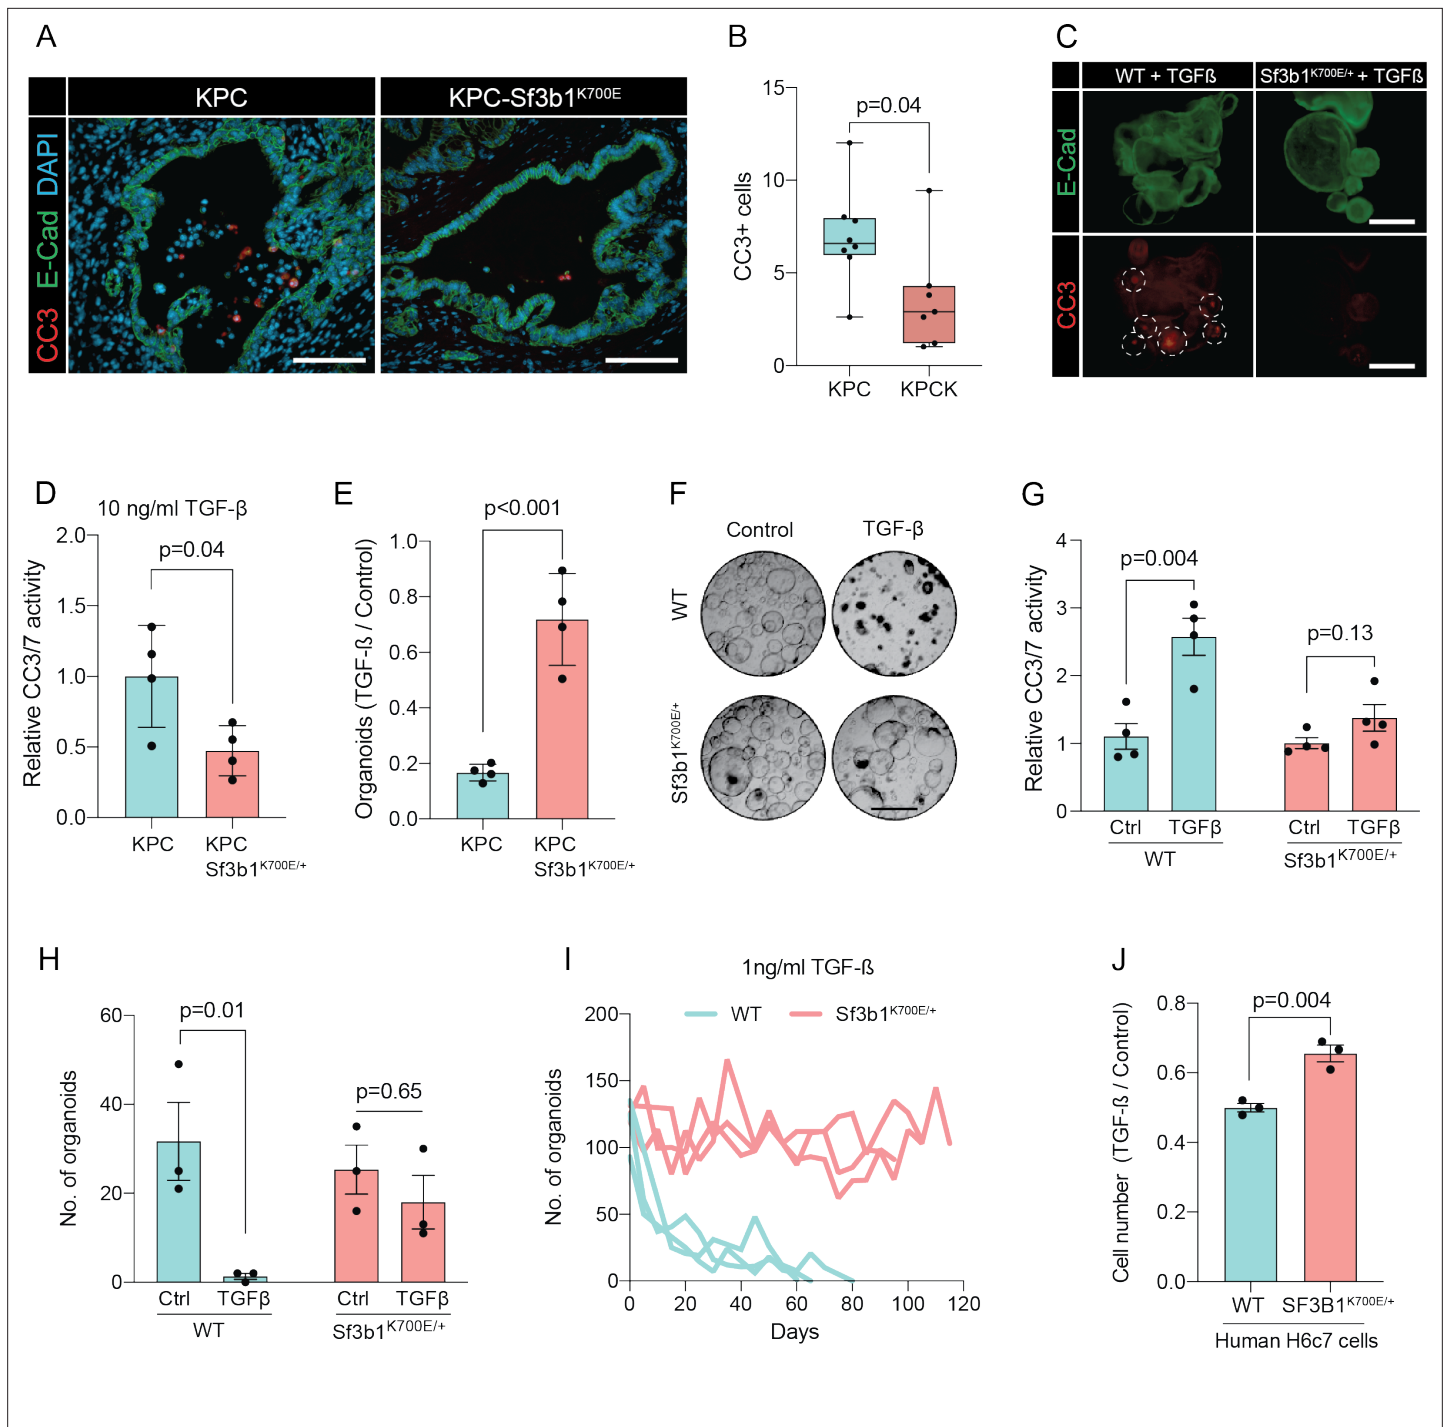 A
KPC
KPC-Sf3b1K700E
CC3 E-Cad DAPI
B
15
10
5
0
CC3+ cells
p=0.04
KPC
KPCK
C
WT + TGFß
Sf3b1K700E/+ + TGFß
E-Cad
CC3
D
10 ng/ml TGF-β
2.0
1.5
1.0
0.5
0.0
Relative CC3/7 activity
p=0.04
KPC
KPC
Sf3b1K700E/+
E
p<0.001
1.0
0.8
0.6
0.4
0.2
0.0
Organoids (TGF-ß / Control)
KPC
KPC
Sf3b1K700E/+
F
Control
TGF-β
WT
Sf3b1K700E/+
G
4
3
2
1
0
Relative CC3/7 activity
p=0.004
p=0.13
Ctrl
TGFβ
Ctrl
TGFβ
WT
Sf3b1K700E/+
H
60
40
20
0
No. of organoids
p=0.01
p=0.65
Ctrl
TGFβ
Ctrl
TGFβ
WT
Sf3b1K700E/+
I
1ng/ml TGF-ß
WT
Sf3b1K700E/+
200
150
100
50
0
No. of organoids
0
20
40
60
80
100
120
Days
J
p=0.004
0.8
0.6
0.4
0.2
0.0
Cell number (TGF-ß / Control)
WT
SF3B1K700E/+
Human H6c7 cells